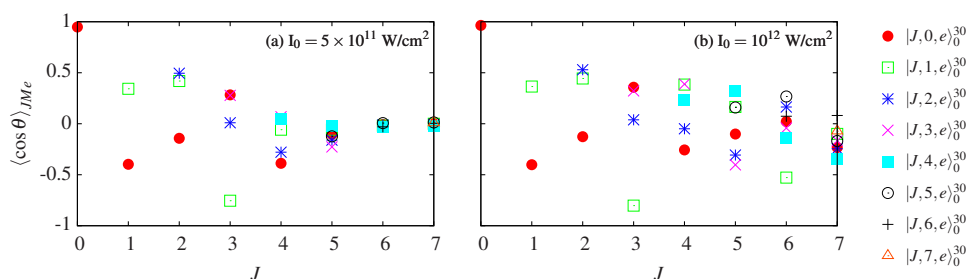 1
0.5
0
-0.5
-1
⟨cos θ⟩_{JMe}
(a) I₀ = 5 × 10¹¹ W/cm²
0 1 2 3 4 5 6 7
J
(b) I₀ = 10¹² W/cm²
0 1 2 3 4 5 6 7
J
|J,0,e⟩₀³⁰
|J,1,e⟩₀³⁰
|J,2,e⟩₀³⁰
|J,3,e⟩₀³⁰
|J,4,e⟩₀³⁰
|J,5,e⟩₀³⁰
|J,6,e⟩₀³⁰
|J,7,e⟩₀³⁰